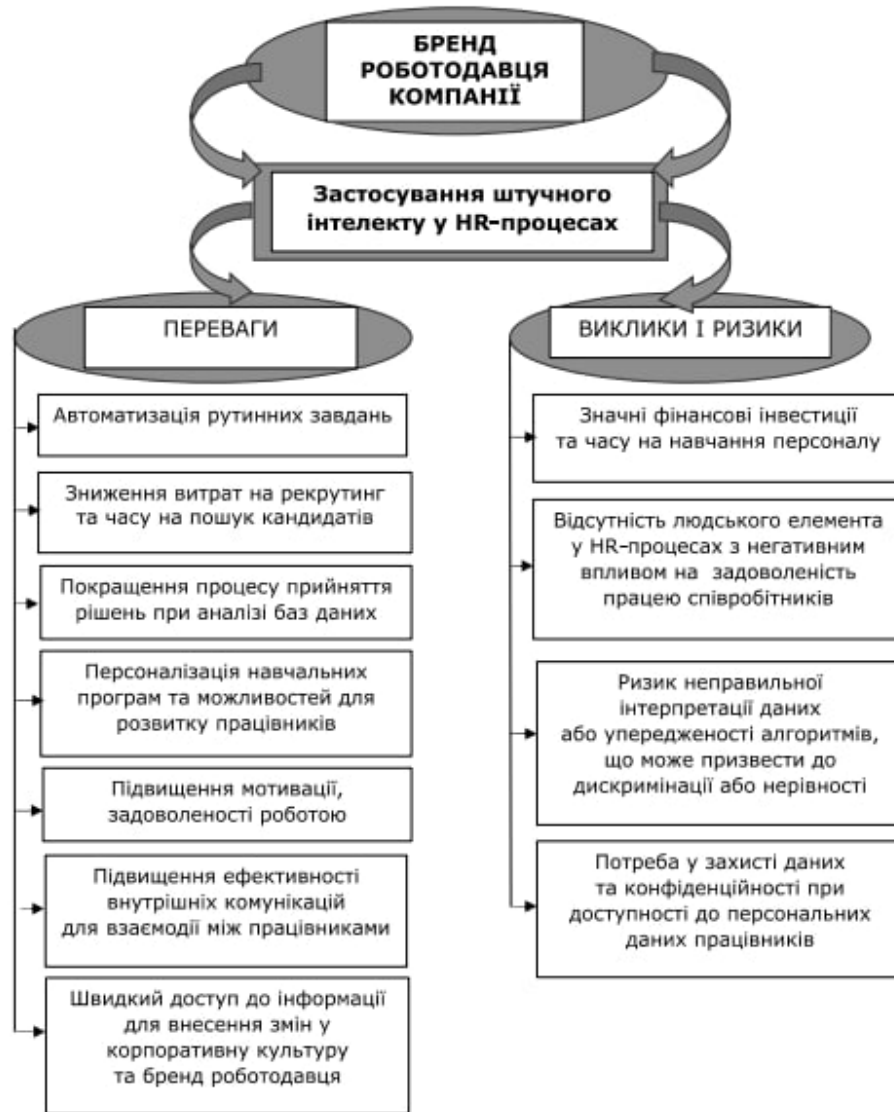 БРЕНД
РОБОТОДАВЦЯ
КОМПАНІЇ
Застосування штучного
інтелекту у HR-процесах
ПЕРЕВАГИ
Автоматизація рутинних завдань
Зниження витрат на рекрутинг
та часу на пошук кандидатів
Покращення процесу прийняття
рішень при аналізі баз даних
Персоналізація навчальних
програм та можливостей для
розвитку працівників
Підвищення мотивації,
задоволеності роботою
Підвищення ефективності
внутрішніх комунікацій
для взаємодії між працівниками
Швидкий доступ до інформації
для внесення змін у
корпоративну культуру
та бренд роботодавця
ВИКЛИКИ І РИЗИКИ
Значні фінансові інвестиції
та часу на навчання персоналу
Відсутність людського елемента
у HR-процесах з негативним
впливом на задоволеність
працею співробітників
Ризик неправильної
інтерпретації даних
або упередженості алгоритмів,
що може призвести до
дискримінації або нерівності
Потреба у захисті даних
та конфіденційності при
доступності до персональних
даних працівників